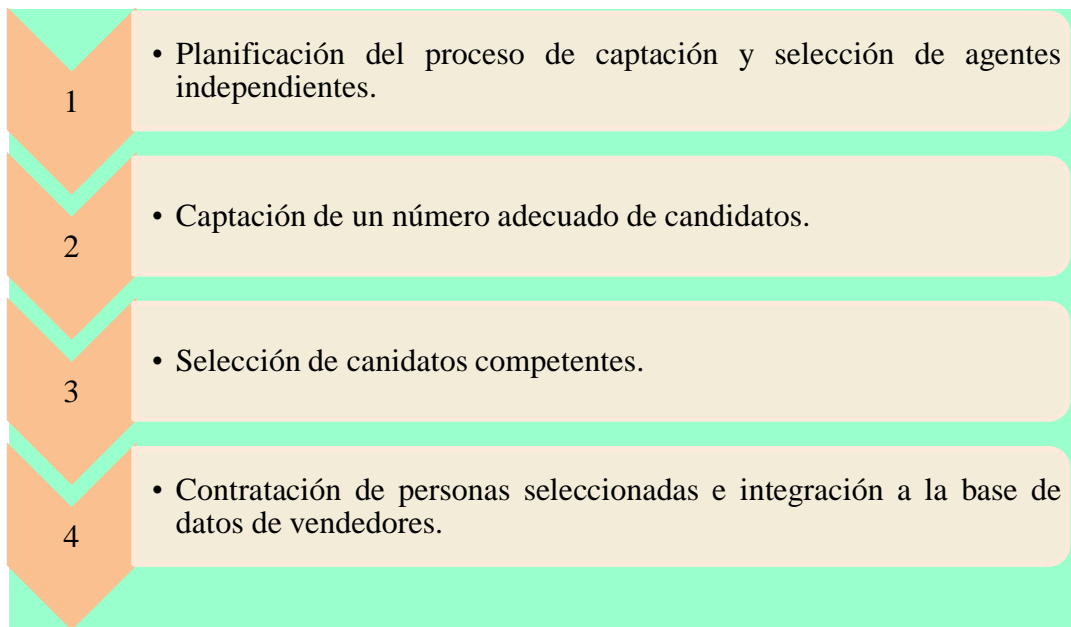 1
• Planificación del proceso de captación y selección de agentes
independientes.
2
• Captación de un número adecuado de candidatos.
3
• Selección de canidatos competentes.
4
• Contratación de personas seleccionadas e integración a la base de
datos de vendedores.